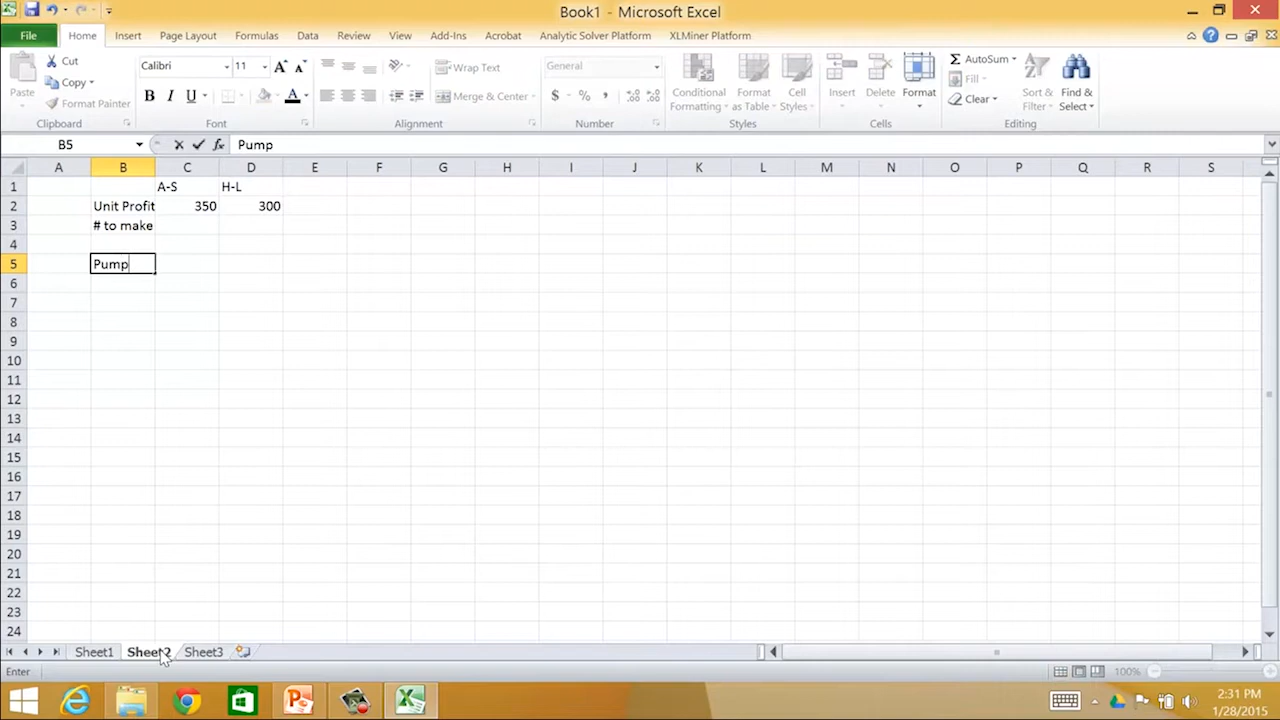 Book1 - Microsoft Excel
File Home Insert Page Layout Formulas Data Review View Add-Ins Acrobat Analytic Solver Platform XLMiner Platform
Paste
Cut
Copy
Format Painter
Clipboard
Calibri 11
B I U A
Font
Wrap Text
Merge & Center
Alignment
General
$ % ,
Number
Conditional Formatting
Format as Table
Cell Styles
Styles
Insert Delete Format
Cells
AutoSum
Fill
Clear
Sort & Filter
Find & Select
Editing
B5 fx Pump
A B C D E F G H I J K L M N O P Q R S
1 A-S H-L
2 Unit Profit 350 300
3 # to make
4
5 Pump
6
7
8
9
10
11
12
13
14
15
16
17
18
19
20
21
22
23
24
Sheet1 Sheet2 Sheet3
Enter 100%
2:31 PM
1/28/2015